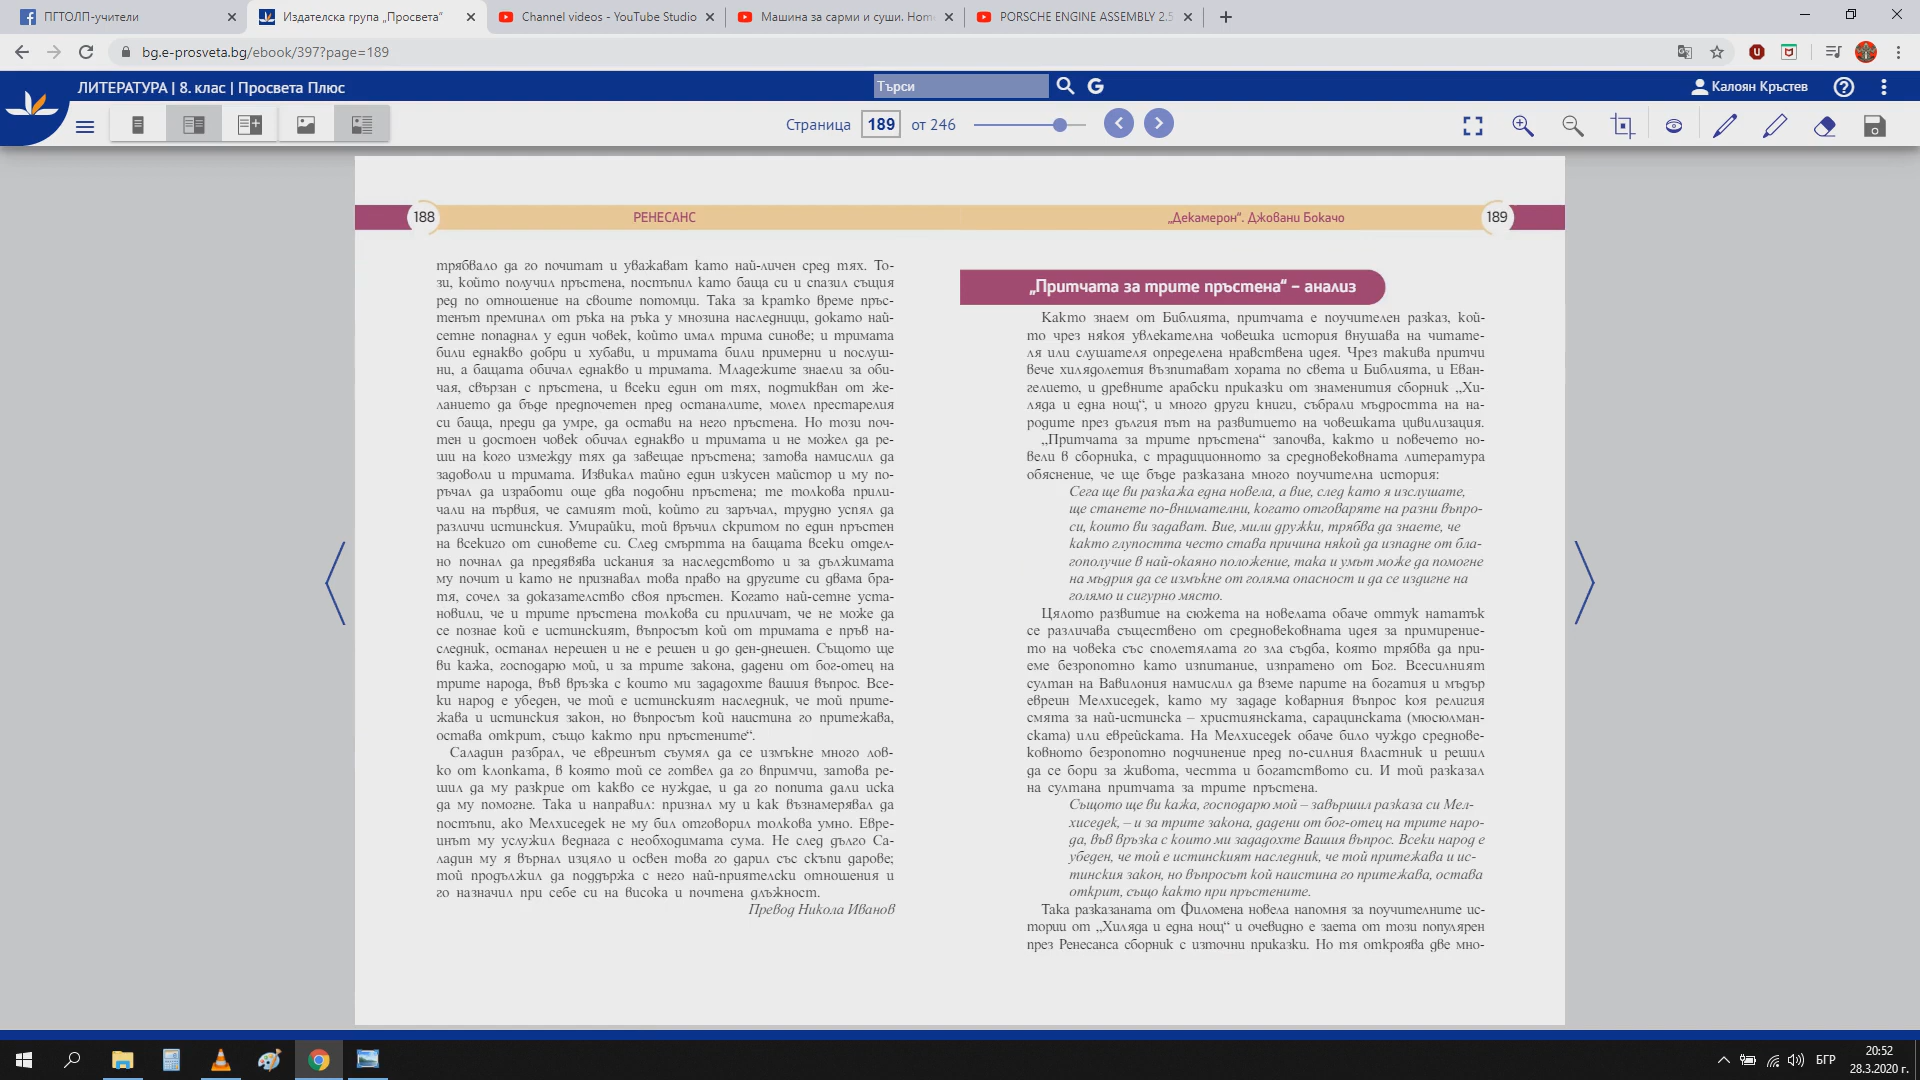 ПГТОЛП-учители
Издателска група „Просвета“
Channel videos - YouTube Studio
Машина за сарми и суши. Hom
PORSCHE ENGINE ASSEMBLY 2.5
bg.e-prosveta.bg/ebook/397?page=189
ЛИТЕРАТУРА | 8. клас | Просвета Плюс
Търси
Калоян Кръстев
Страница 189 от 246
188
РЕНЕСАНС
трябвало да го почитат и уважават като най-личен сред тях. То-
зи, който получил пръстена, постъпил като баща си и спазил същия
ред по отношение на своите потомци. Така за кратко време пръс-
тенът преминал от ръка на ръка у мнозина наследници, докато най-
сетне попаднал у един човек, който имал трима синове; и тримата
били еднакво добри и хубави, и тримата били примерни и послуш-
ни, а бащата обичал еднакво и тримата. Младежите знаели за оби-
чая, свързан с пръстена, и всеки един от тях, подтикван от же-
ланието да бъде предпочетен пред останалите, молел престарелия
си баща, преди да умре, да остави на него пръстена. Но този поч-
тен и достоен човек обичал еднакво и тримата и не можел да ре-
ши на кого измежду тях да завещае пръстена; затова намислил да
задоволи и тримата. Извикал тайно един изкусен майстор и му по-
ръчал да изработи още два подобни пръстена; те толкова прили-
чали на първия, че самият той, който ги заръчал, трудно успял да
различи истинския. Умирайки, той връчил скритом по един пръстен
на всекиго от синовете си. След смъртта на бащата всеки отдел-
но почнал да предявява искания за наследството и за дължимата
му почит и като не признавал това право на другите си двама бра-
тя, сочел за доказателство своя пръстен. Когато най-сетне уста-
новили, че и трите пръстена толкова си приличат, че не може да
се познае кой е истинският, въпросът кой от тримата е пръв на-
следник, останал нерешен и не е решен и до ден-днешен. Същото ще
ви кажа, господарю мой, и за трите закона, дадени от бог-отец на
трите народа, във връзка с които ми зададохте вашия въпрос. Все-
ки народ е убеден, че той е истинският наследник, че той прите-
жава и истинския закон, но въпросът кой наистина го притежава,
остава открит, също както при пръстените“.
Саладин разбрал, че евреинът съумял да се измъкне много лов-
ко от клопката, в която той се готвел да го впримчи, затова ре-
шил да му разкрие от какво се нуждае, и да го попита дали иска
да му помогне. Така и направил: признал му и как възнамерявал да
постъпи, ако Мелхиседек не му бил отговорил толкова умно. Евре-
инът му услужил веднага с необходимата сума. Не след дълго Са-
ладин му я върнал изцяло и освен това го дарил със скъпи дарове;
той продължил да поддържа с него най-приятелски отношения и
го назначил при себе си на висока и почтена длъжност.
Превод Никола Иванов
„Декамерон“. Джовани Бокачо
189
„Притчата за трите пръстена“ – анализ
Както знаем от Библията, притчата е поучителен разказ, кой-
то чрез някоя увлекателна човешка история внушава на читате-
ля или слушателя определена нравствена идея. Чрез такива притчи
вече хилядолетия възпитават хората по света и Библията, и Еван-
гелието, и древните арабски приказки от знаменития сборник „Хи-
ляда и една нощ“, и много други книги, събрали мъдростта на на-
родите през дългия път на развитието на човешката цивилизация.
„Притчата за трите пръстена“ започва, както и повечето но-
вели в сборника, с традиционното за средновековната литература
обяснение, че ще бъде разказана много поучителна история:
Сега ще ви разкажа една новела, а вие, след като я изслушате,
ще станете по-внимателни, когато отговаряте на разни въпро-
си, които ви задават. Вие, мили дружки, трябва да знаете, че
както глупостта често става причина някой да изпадне от бла-
гополучие в най-окаяно положение, така и умът може да помогне
на мъдрия да се измъкне от голяма опасност и да се издигне на
голямо и сигурно място.
Цялото развитие на сюжета на новелата обаче оттук нататък
се различава съществено от средновековната идея за примирение-
то на човека със сполетялата го зла съдба, която трябва да при-
еме безропотно като изпитание, изпратено от Бог. Всесилният
султан на Вавилония намислил да вземе парите на богатия и мъдър
евреин Мелхиседек, като му зададе коварния въпрос коя религия
смята за най-истинска – християнската, сарацинската (мюсюлман-
ската) или еврейската. На Мелхиседек обаче било чуждо среднове-
ковното безропотно подчинение пред по-силния властник и решил
да се бори за живота, честта и богатството си. И той разказал
на султана притчата за трите пръстена.
Същото ще ви кажа, господарю мой – завършил разказа си Мел-
хиседек, – и за трите закона, дадени от бог-отец на трите наро-
да, във връзка с които ми зададохте Вашия въпрос. Всеки народ е
убеден, че той е истинският наследник, че той притежава и ис-
тинския закон, но въпросът кой наистина го притежава, остава
открит, също както при пръстените.
Така разказаната от Филомена новела напомня за поучителните ис-
тории от „Хиляда и една нощ“ и очевидно е заета от този популярен
през Ренесанса сборник с източни приказки. Но тя откроява две мно-
БГР
20:52
28.3.2020 г.